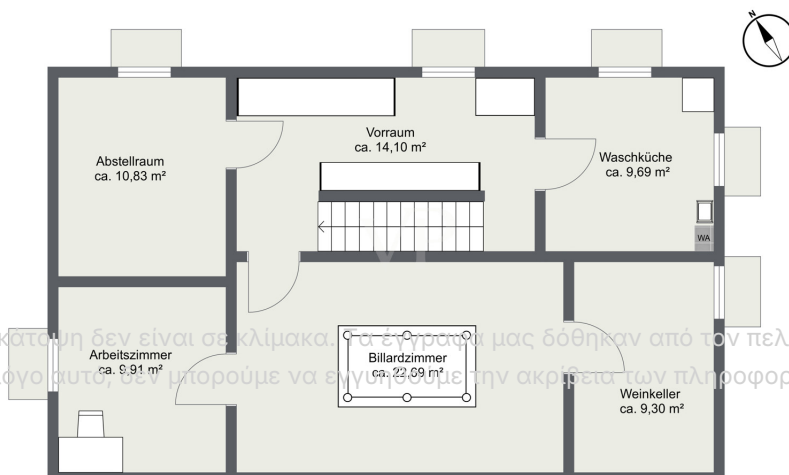 N
Vorraum
ca. 14,10 m²
Abstellraum
ca. 10,83 m²
Waschküche
ca. 9,69 m²
WA
κάτοψη δεν είναι σε κλίμακα. Τα έγγραφα μας δόθηκαν από τον πελ
λόγο αυτό, δεν μπορούμε να εγγυηθούμε την ακρίβεια των πληροφορ
Arbeitszimmer
ca. 9,91 m²
Billardzimmer
ca. 22,69 m²
Weinkeller
ca. 9,30 m²